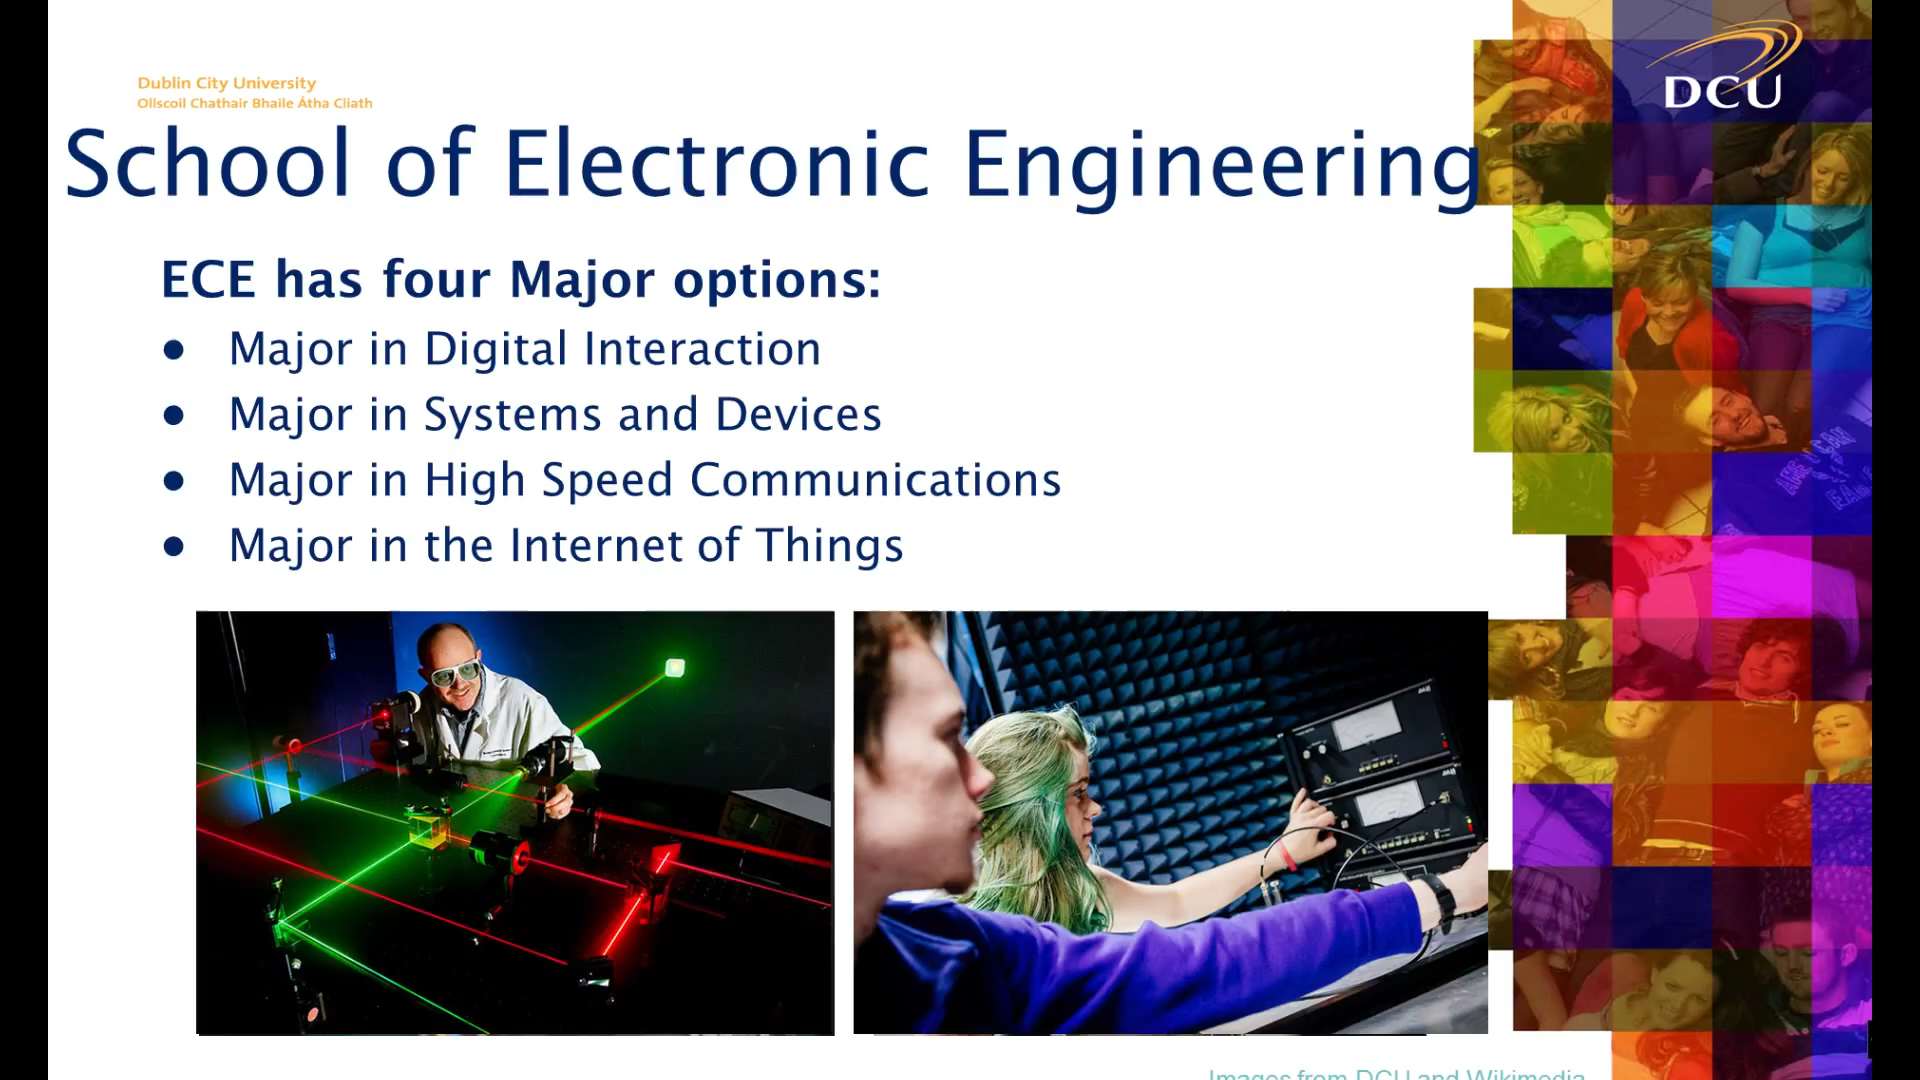 Dublin City University
Ollscoil Chathair Bhaile Átha Cliath
DCU
School of Electronic Engineering
ECE has four Major options:
● Major in Digital Interaction
● Major in Systems and Devices
● Major in High Speed Communications
● Major in the Internet of Things
Images from DCU and Wikimedia